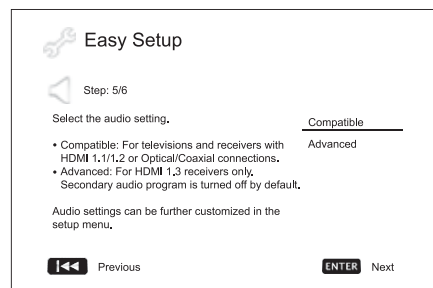 Easy Setup
Step: 5/6
Select the audio setting.
• Compatible: For televisions and receivers with
HDMI 1.1/1.2 or Optical/Coaxial connections.
• Advanced: For HDMI 1.3 receivers only.
Secondary audio program is turned off by default.
Audio settings can be further customized in the
setup menu.
Compatible
Advanced
Previous
ENTER Next